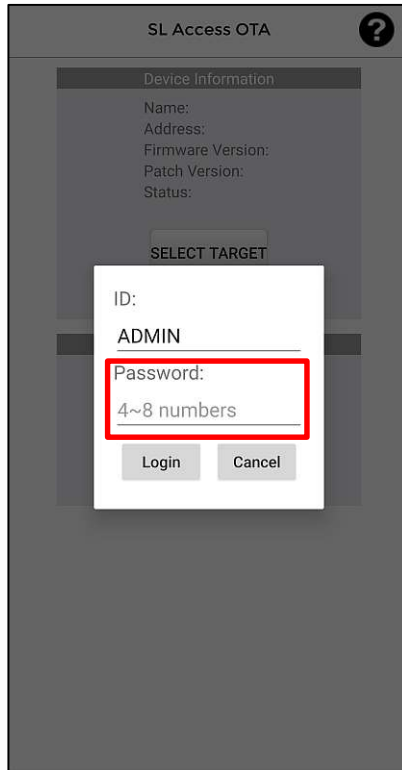 SL Access OTA
?
Device Information
Name:
Address:
Firmware Version:
Patch Version:
Status:
SELECT TARGET
ID:
ADMIN
Password:
4~8 numbers
Login Cancel